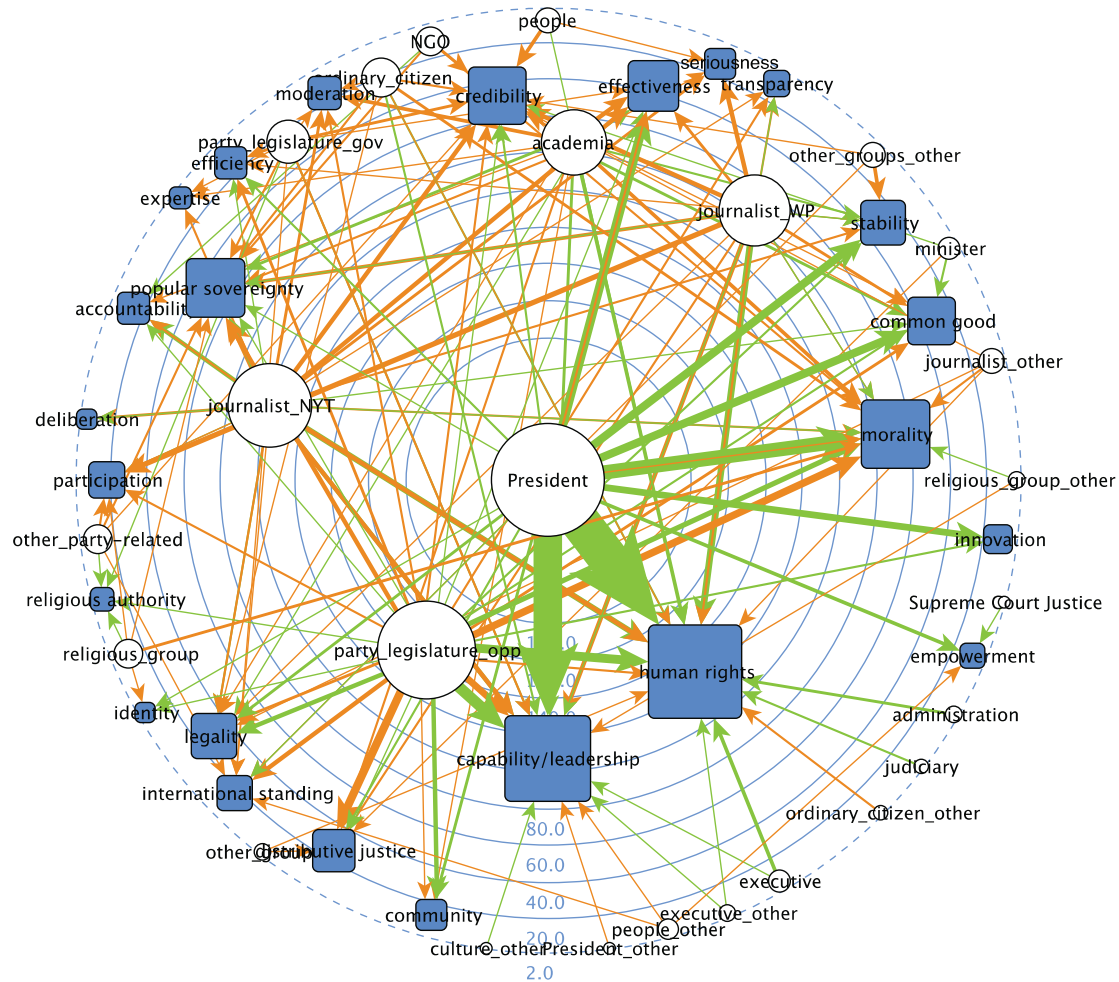 people
NGO
seriousness
ordinary_citizen
transparency
effectiveness
moderation
credibility
party_legislature_gov
academia
other_groups_other
efficiency
expertise
journalist_WP
stability
minister
popular sovereignty
accountability
common good
journalist_other
journalist_NYT
deliberation
morality
participation
President
religious_group_other
other_party-related
innovation
religious authority
Supreme Court Justice
religious_group
party_legislature_opp
empowerment
human rights
identity
administration
legality
capability/leadership
judiciary
international standing
ordinary_citizen_other
80.0
other_group
distributive justice
60.0
executive
40.0
community
executive_other
people_other
20.0
culture_other
President_other
2.0